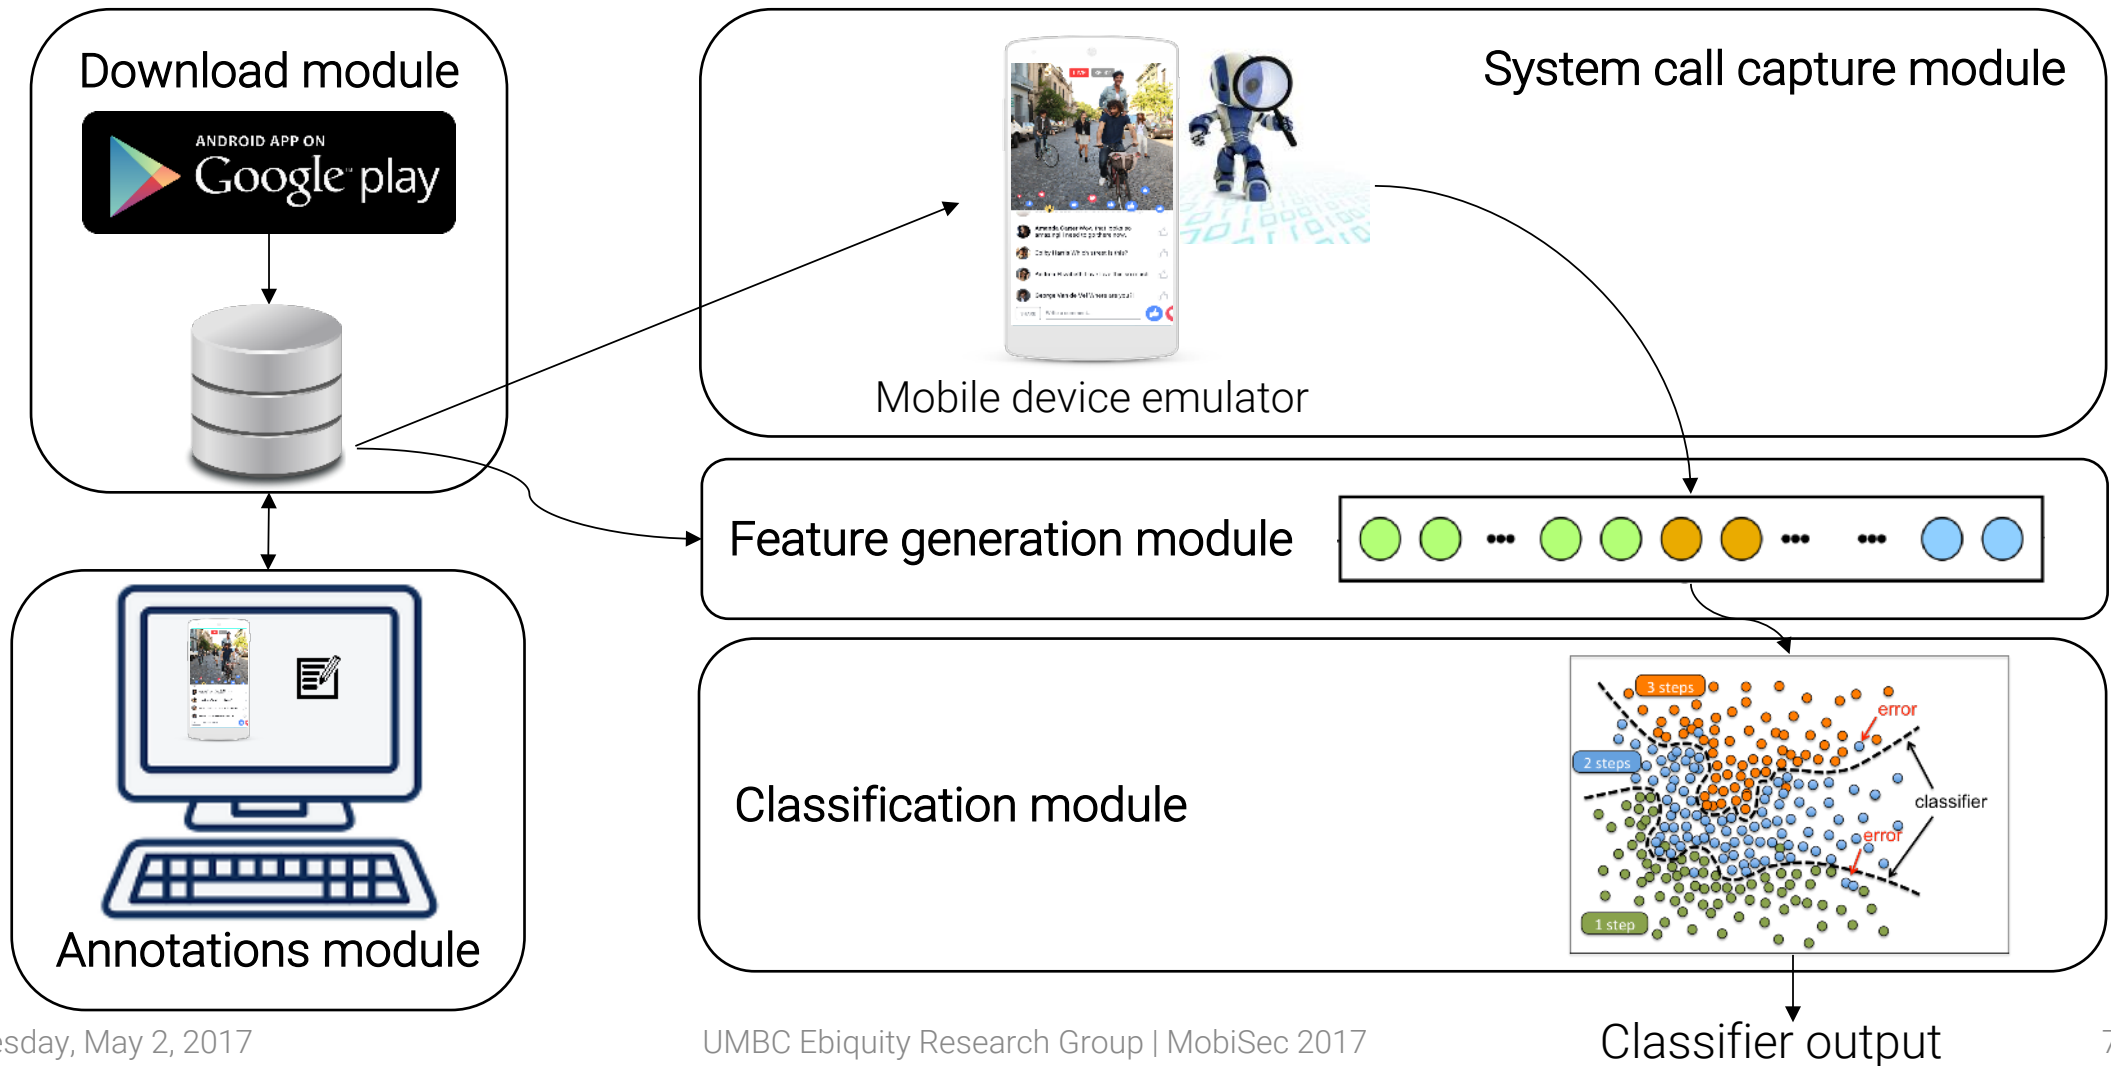 Download module
ANDROID APP ON
Google play
System call capture module
Mobile device emulator
Feature generation module
Annotations module
Classification module
3 steps
error
2 steps
classifier
error
1 step
Classifier output
esday, May 2, 2017
UMBC Ebiquity Research Group | MobiSec 2017
7